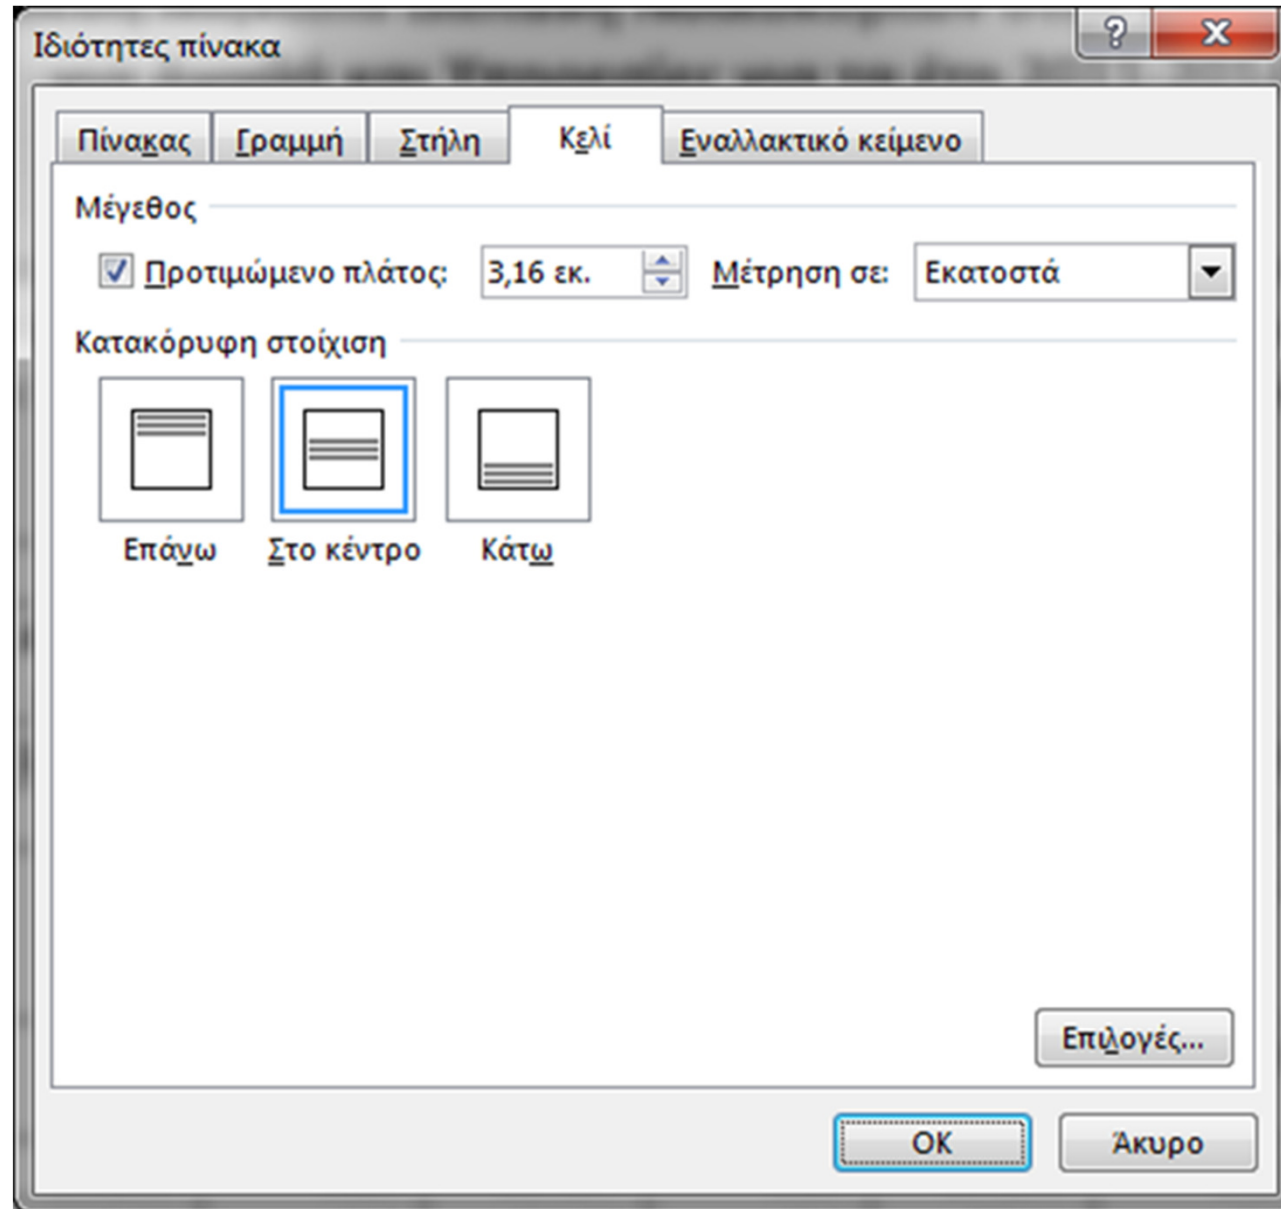 Ιδιότητες πίνακα
Πίνακας Γραμμή Στήλη Κελί Εναλλακτικό κείμενο
Μέγεθος
Προτιμώμενο πλάτος: 3,16 εκ. Μέτρηση σε: Εκατοστά
Κατακόρυφη στοίχιση
Επάνω Στο κέντρο Κάτω
Επιλογές...
OK Άκυρο